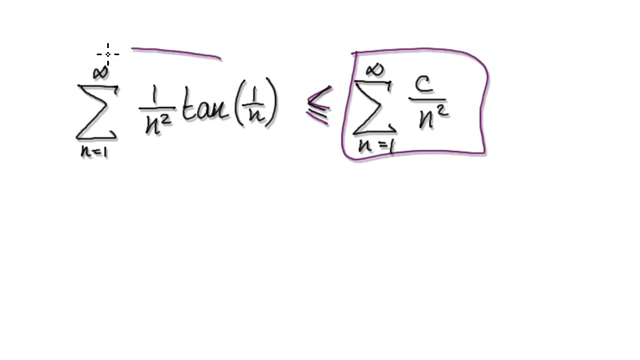 ∑_{n=1}^{∞} 1/n² tan(1/n) ≤ ∑_{n=1}^{∞} c/n²